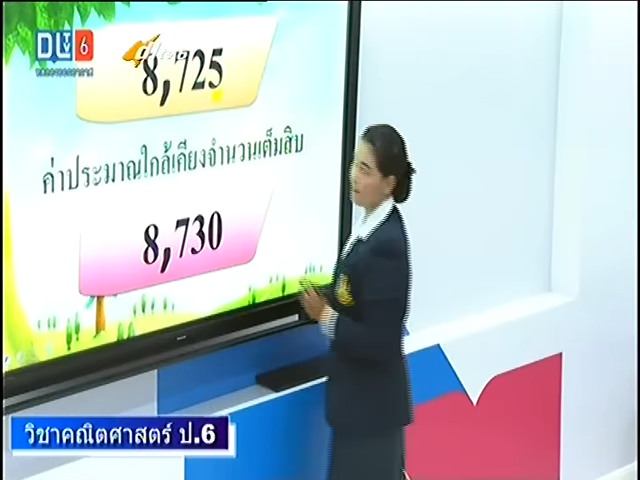 DLTV 6
8,725
ค่าประมาณใกล้เคียงจำนวนเต็มสิบ
8,730
วิชาคณิตศาสตร์ ป.6